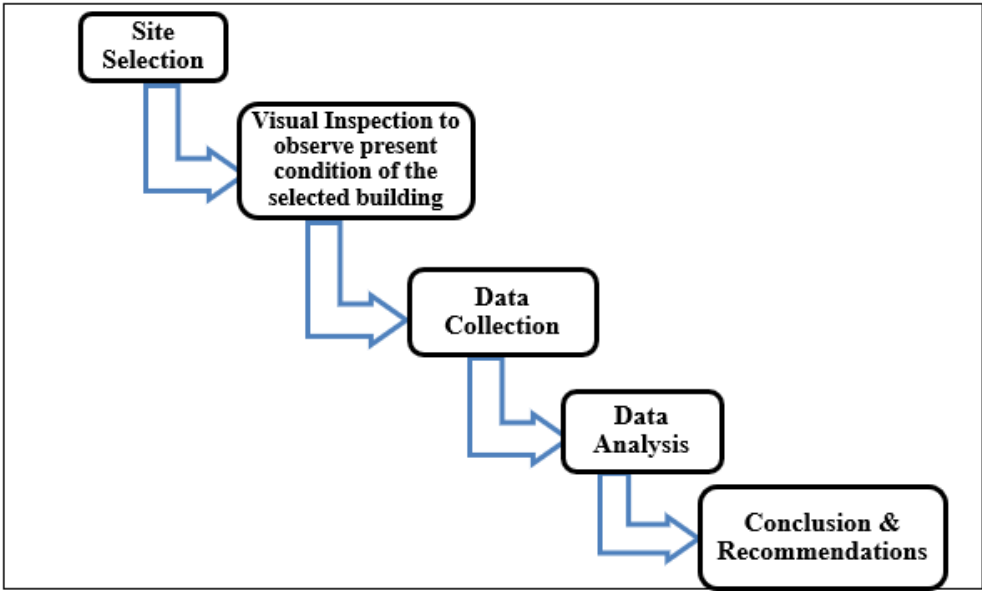 Site
Selection
Visual Inspection to
observe present
condition of the
selected building
Data
Collection
Data
Analysis
Conclusion &
Recommendations